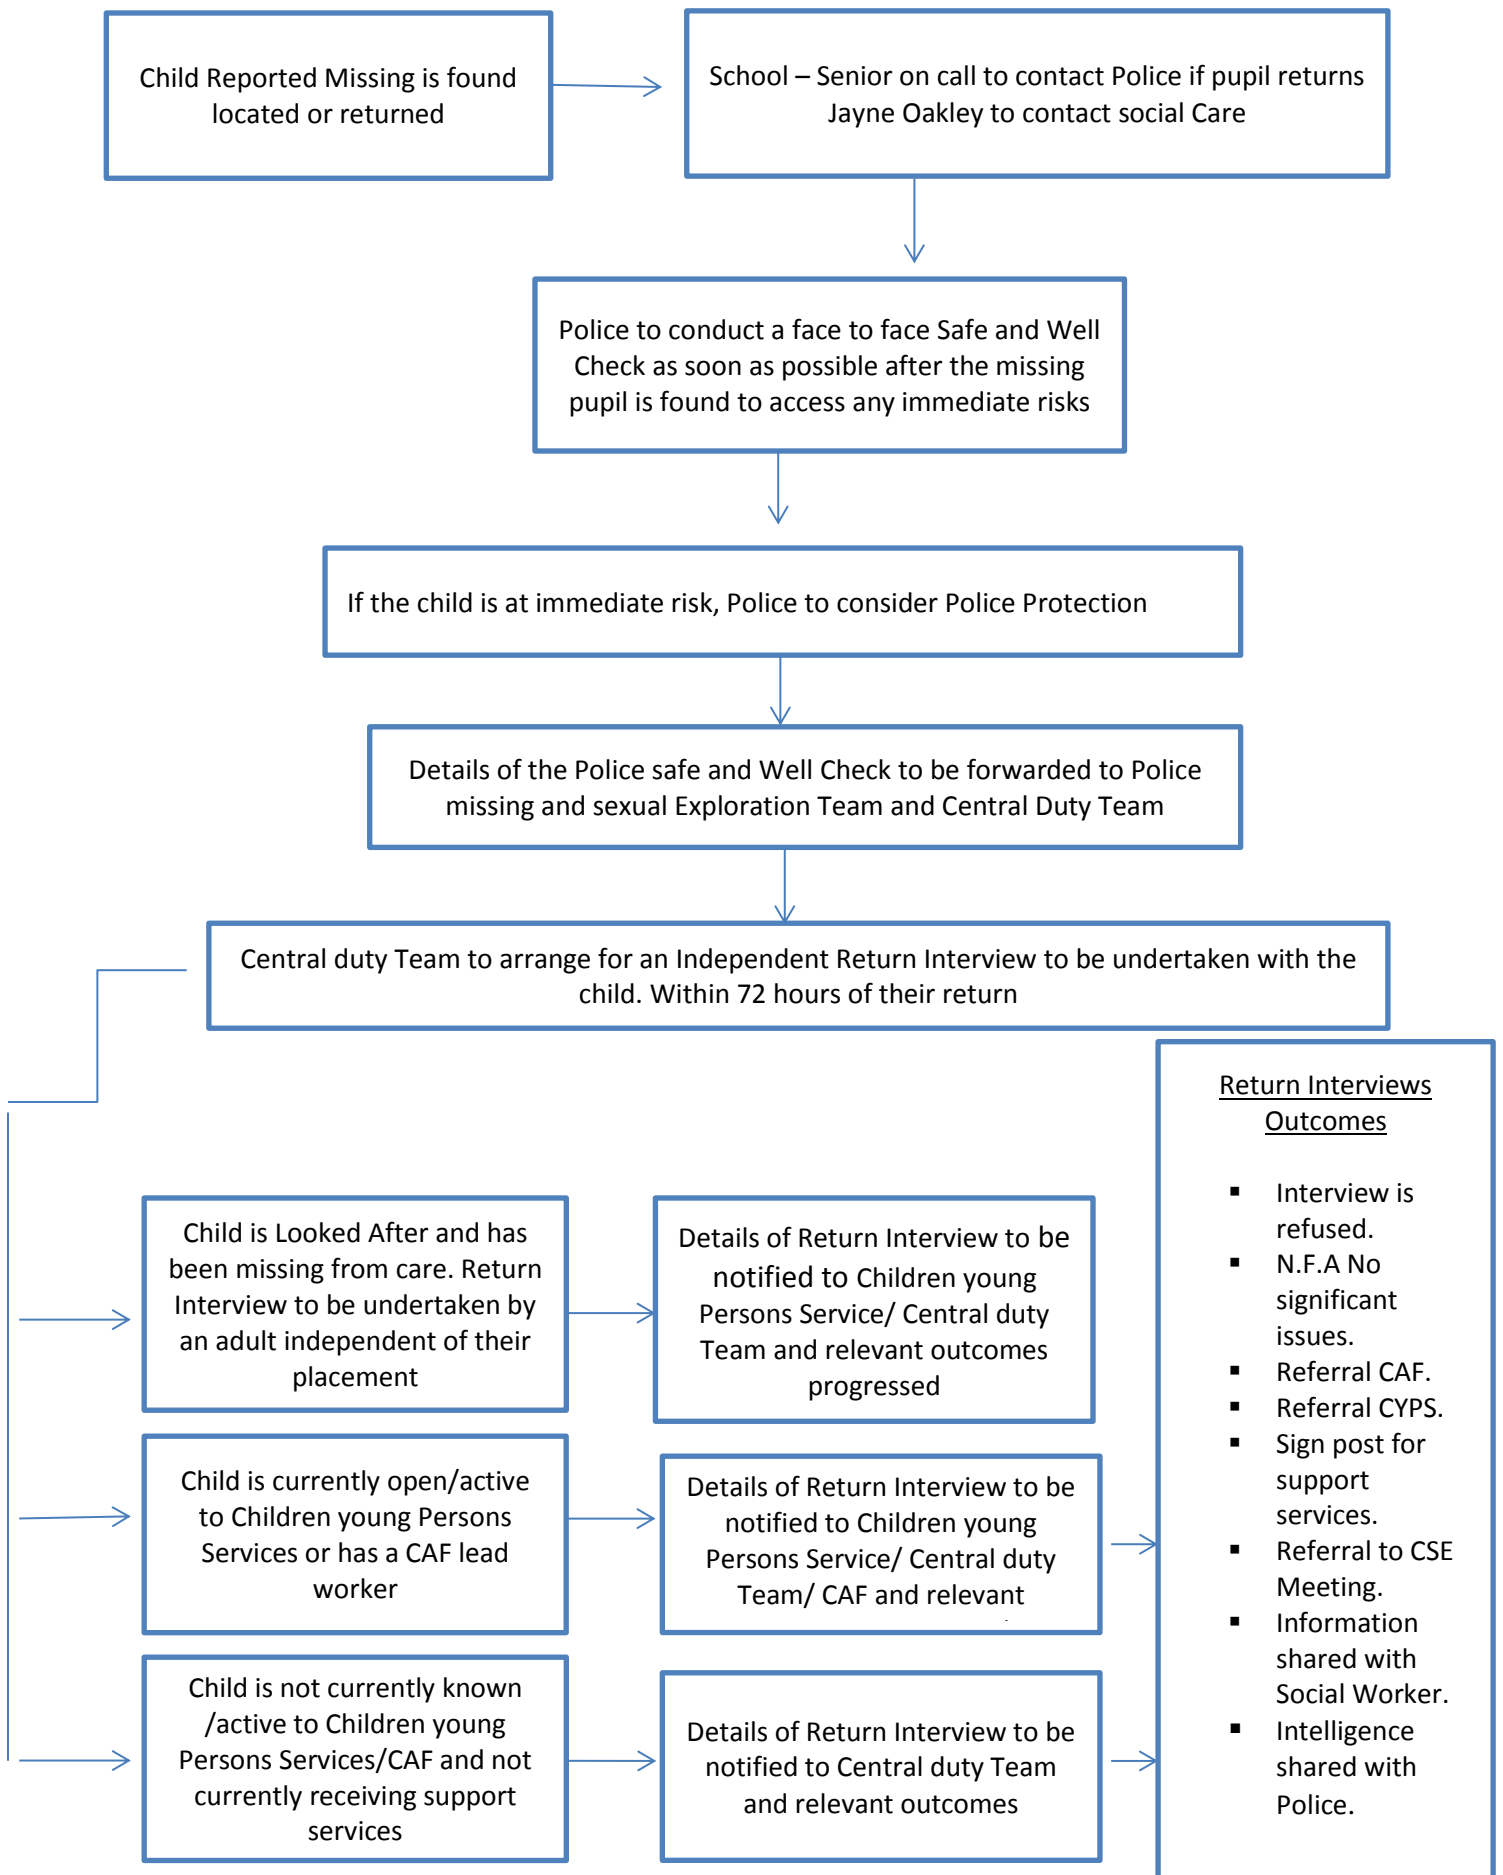 Child Reported Missing is found
located or returned
School – Senior on call to contact Police if pupil returns
Jayne Oakley to contact social Care
Police to conduct a face to face Safe and Well
Check as soon as possible after the missing
pupil is found to access any immediate risks
If the child is at immediate risk, Police to consider Police Protection
Details of the Police safe and Well Check to be forwarded to Police
missing and sexual Exploration Team and Central Duty Team
Central duty Team to arrange for an Independent Return Interview to be undertaken with the
child. Within 72 hours of their return
Child is Looked After and has
been missing from care. Return
Interview to be undertaken by
an adult independent of their
placement
Details of Return Interview to be
notified to Children young
Persons Service/ Central duty
Team and relevant outcomes
progressed
Child is currently open/active
to Children young Persons
Services or has a CAF lead
worker
Details of Return Interview to be
notified to Children young
Persons Service/ Central duty
Team/ CAF and relevant
Child is not currently known
/active to Children young
Persons Services/CAF and not
currently receiving support
services
Details of Return Interview to be
notified to Central duty Team
and relevant outcomes
Return Interviews
Outcomes
▪ Interview is
refused.
▪ N.F.A No
significant
issues.
▪ Referral CAF.
▪ Referral CYPS.
▪ Sign post for
support
services.
▪ Referral to CSE
Meeting.
▪ Information
shared with
Social Worker.
▪ Intelligence
shared with
Police.